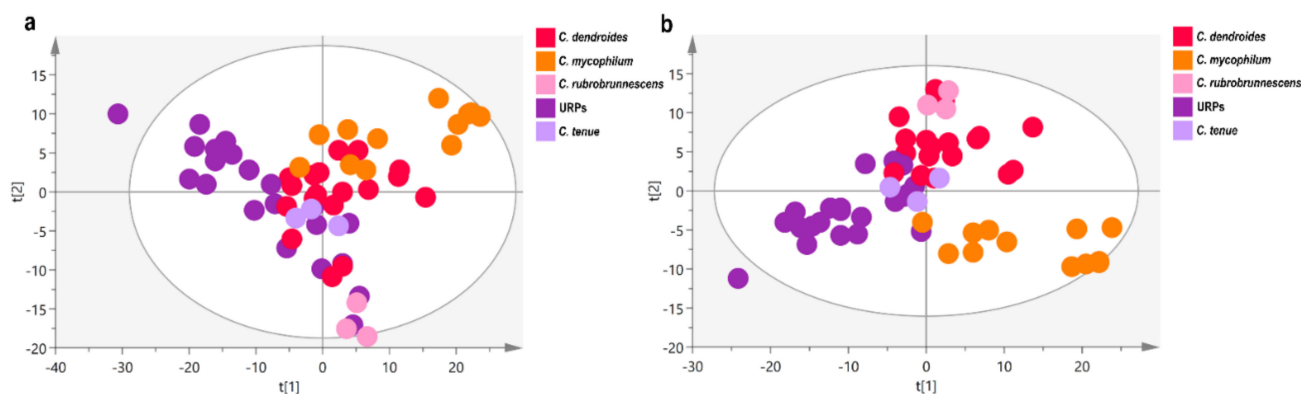 a
C. dendroides
C. mycophilum
C. rubrobrunnescens
URPs
C. tenue
15
10
5
0
-5
-10
-15
-20
t[2]
-40
-30
-20
-10
0
10
20
t[1]
b
C. dendroides
C. mycophilum
C. rubrobrunnescens
URPs
C. tenue
15
10
5
0
-5
-10
-15
-20
t[2]
-30
-20
-10
0
10
20
t[1]